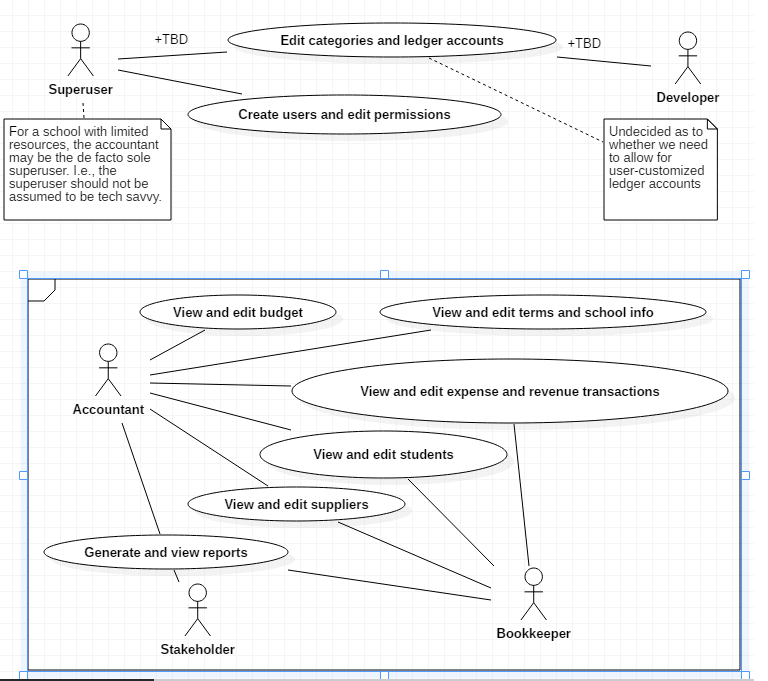 +TBD
Edit categories and ledger accounts
+TBD
Superuser
Developer
Create users and edit permissions
For a school with limited
resources, the accountant
may be the de facto sole
superuser. I.e., the
superuser should not be
assumed to be tech savvy.
Undecided as to
whether we need
to allow for
user-customized
ledger accounts
View and edit budget
View and edit terms and school info
View and edit expense and revenue transactions
Accountant
View and edit students
View and edit suppliers
Generate and view reports
Bookkeeper
Stakeholder